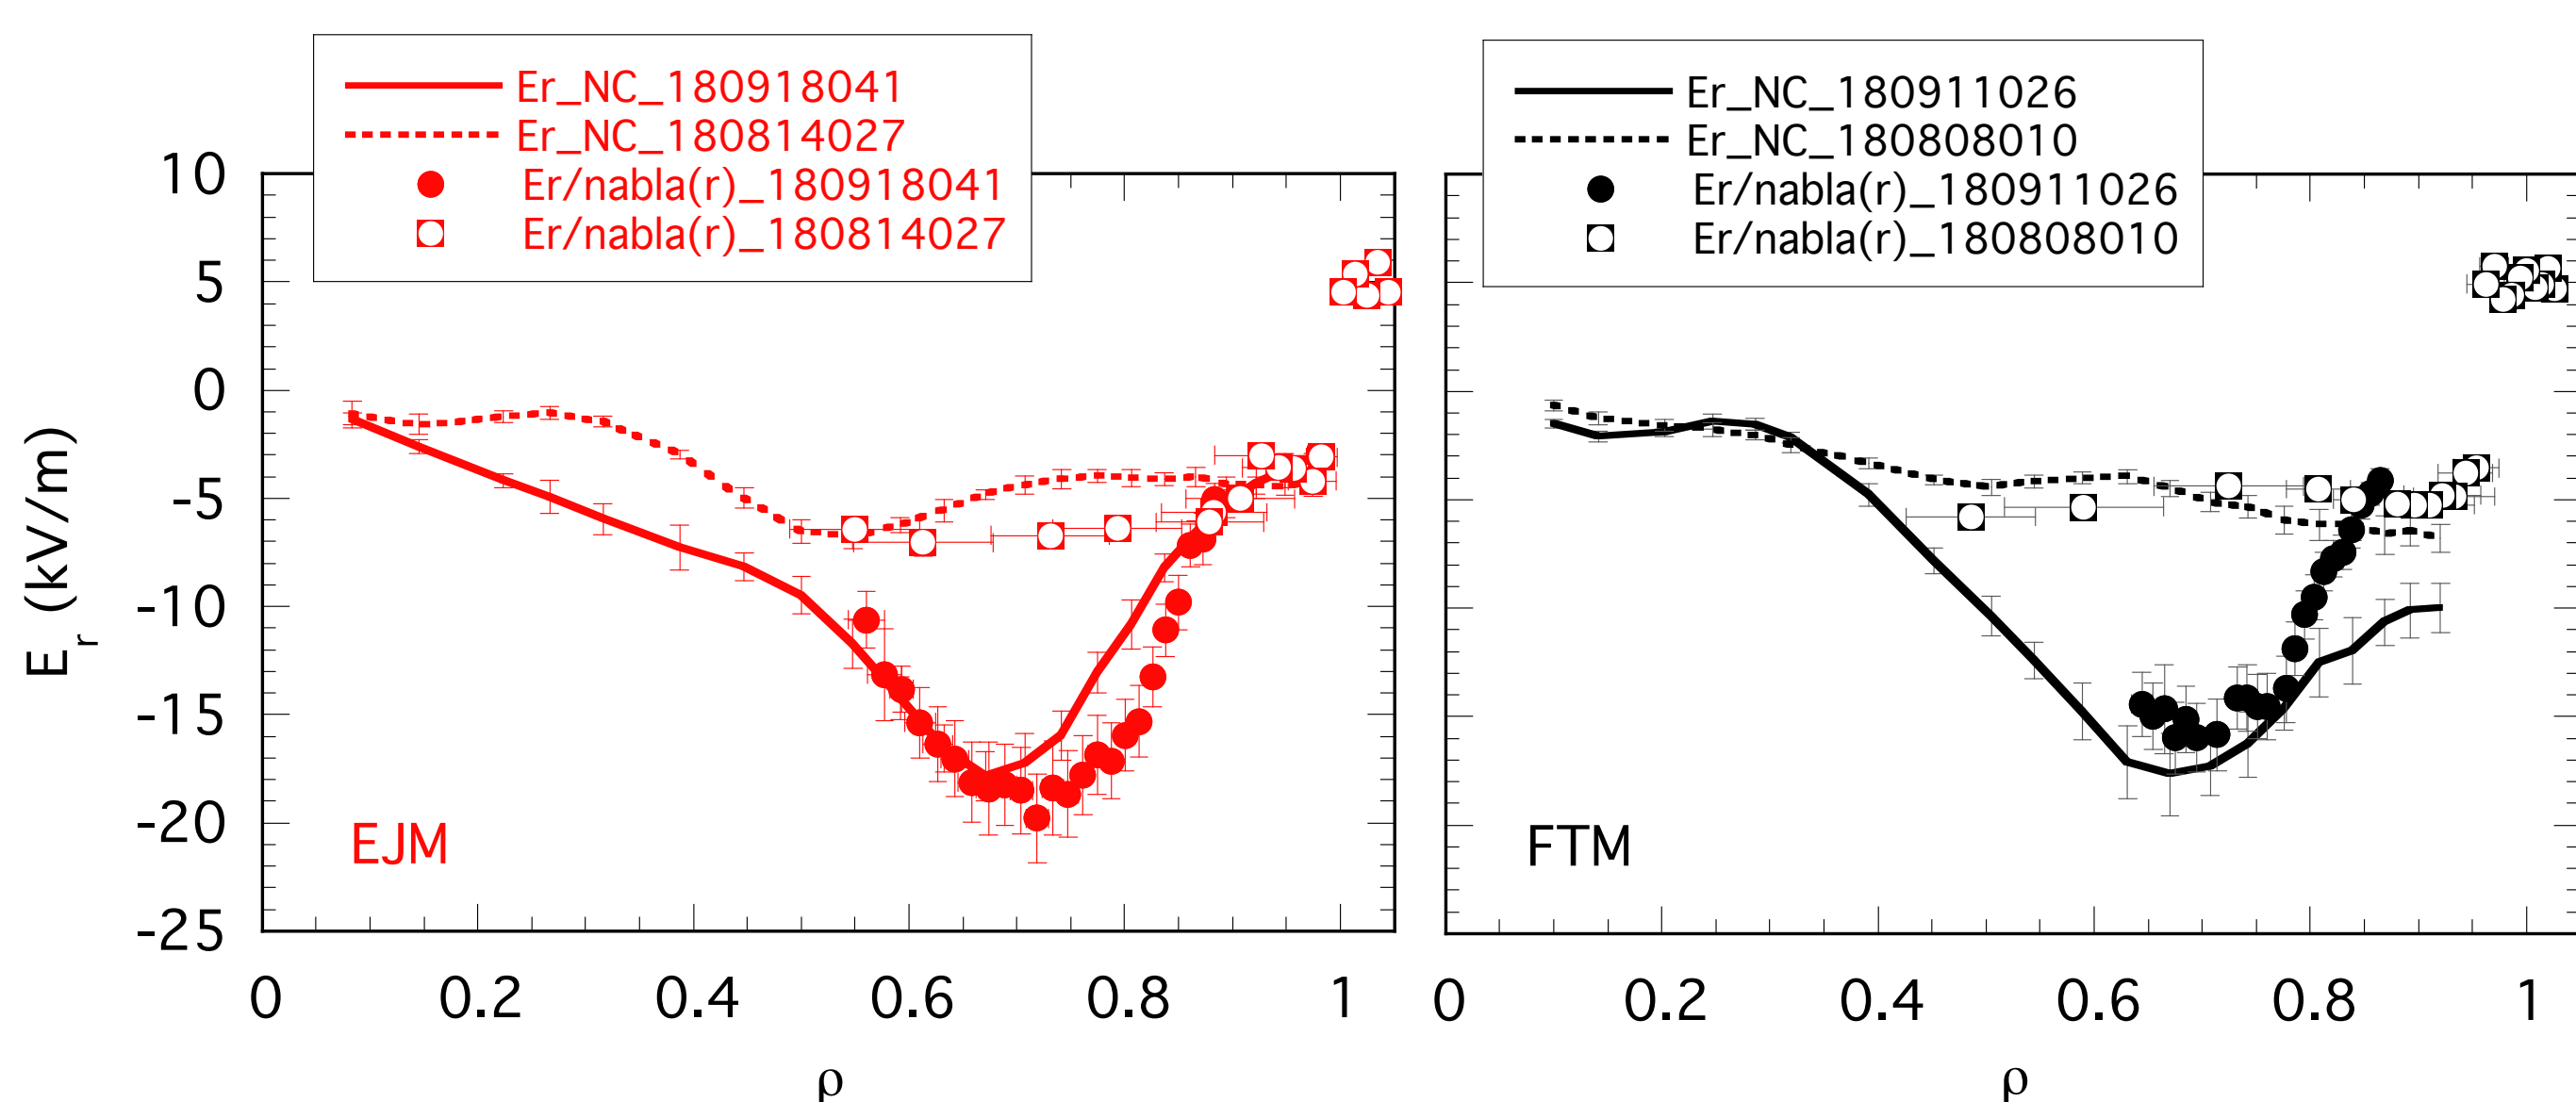 Er_NC_180918041
Er_NC_180814027
Er/nabla(r)_180918041
Er/nabla(r)_180814027
Er_NC_180911026
Er_NC_180808010
Er/nabla(r)_180911026
Er/nabla(r)_180808010
10
5
0
-5
-10
-15
-20
-25
E_r (kV/m)
EJM
FTM
0 0.2 0.4 0.6 0.8 1
0 0.2 0.4 0.6 0.8 1
ρ
ρ